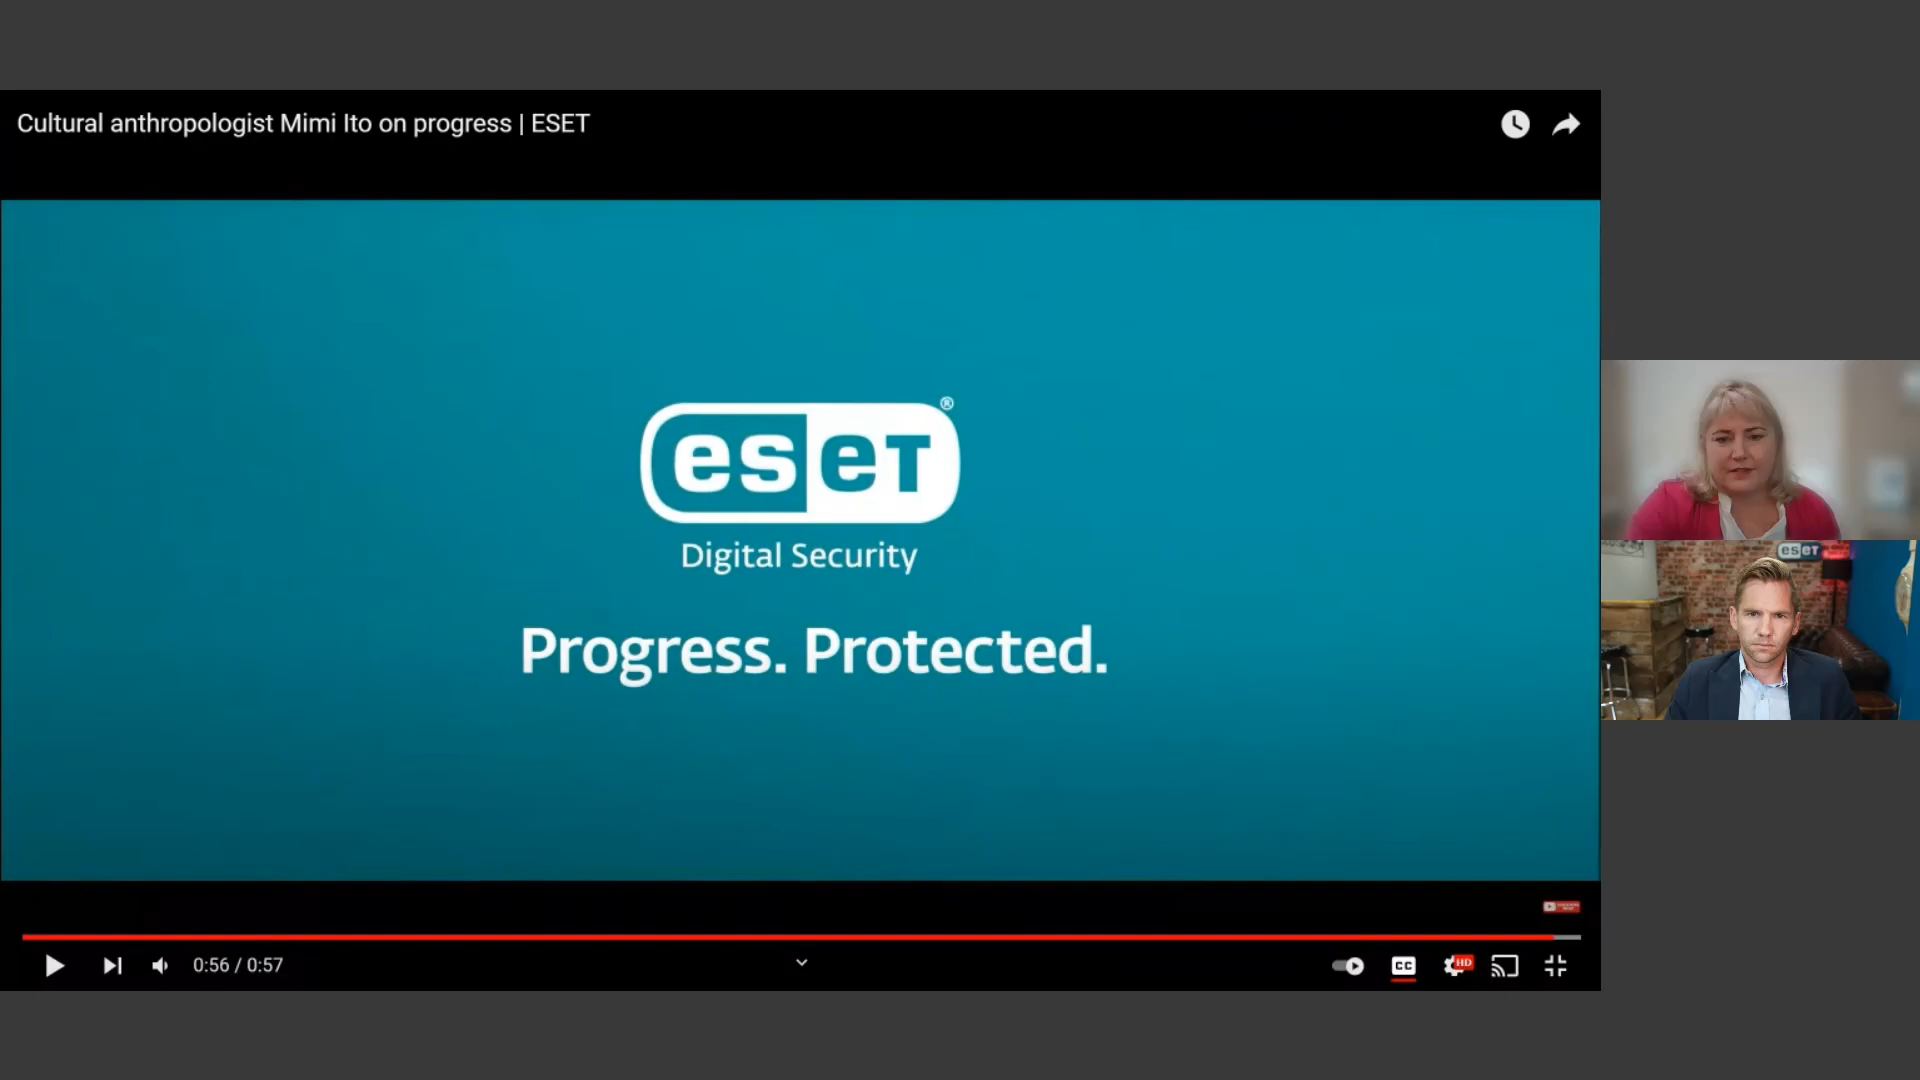 Cultural anthropologist Mimi Ito on progress | ESET
eset®
Digital Security
Progress. Protected.
eset
0:56 / 0:57
CC
HD